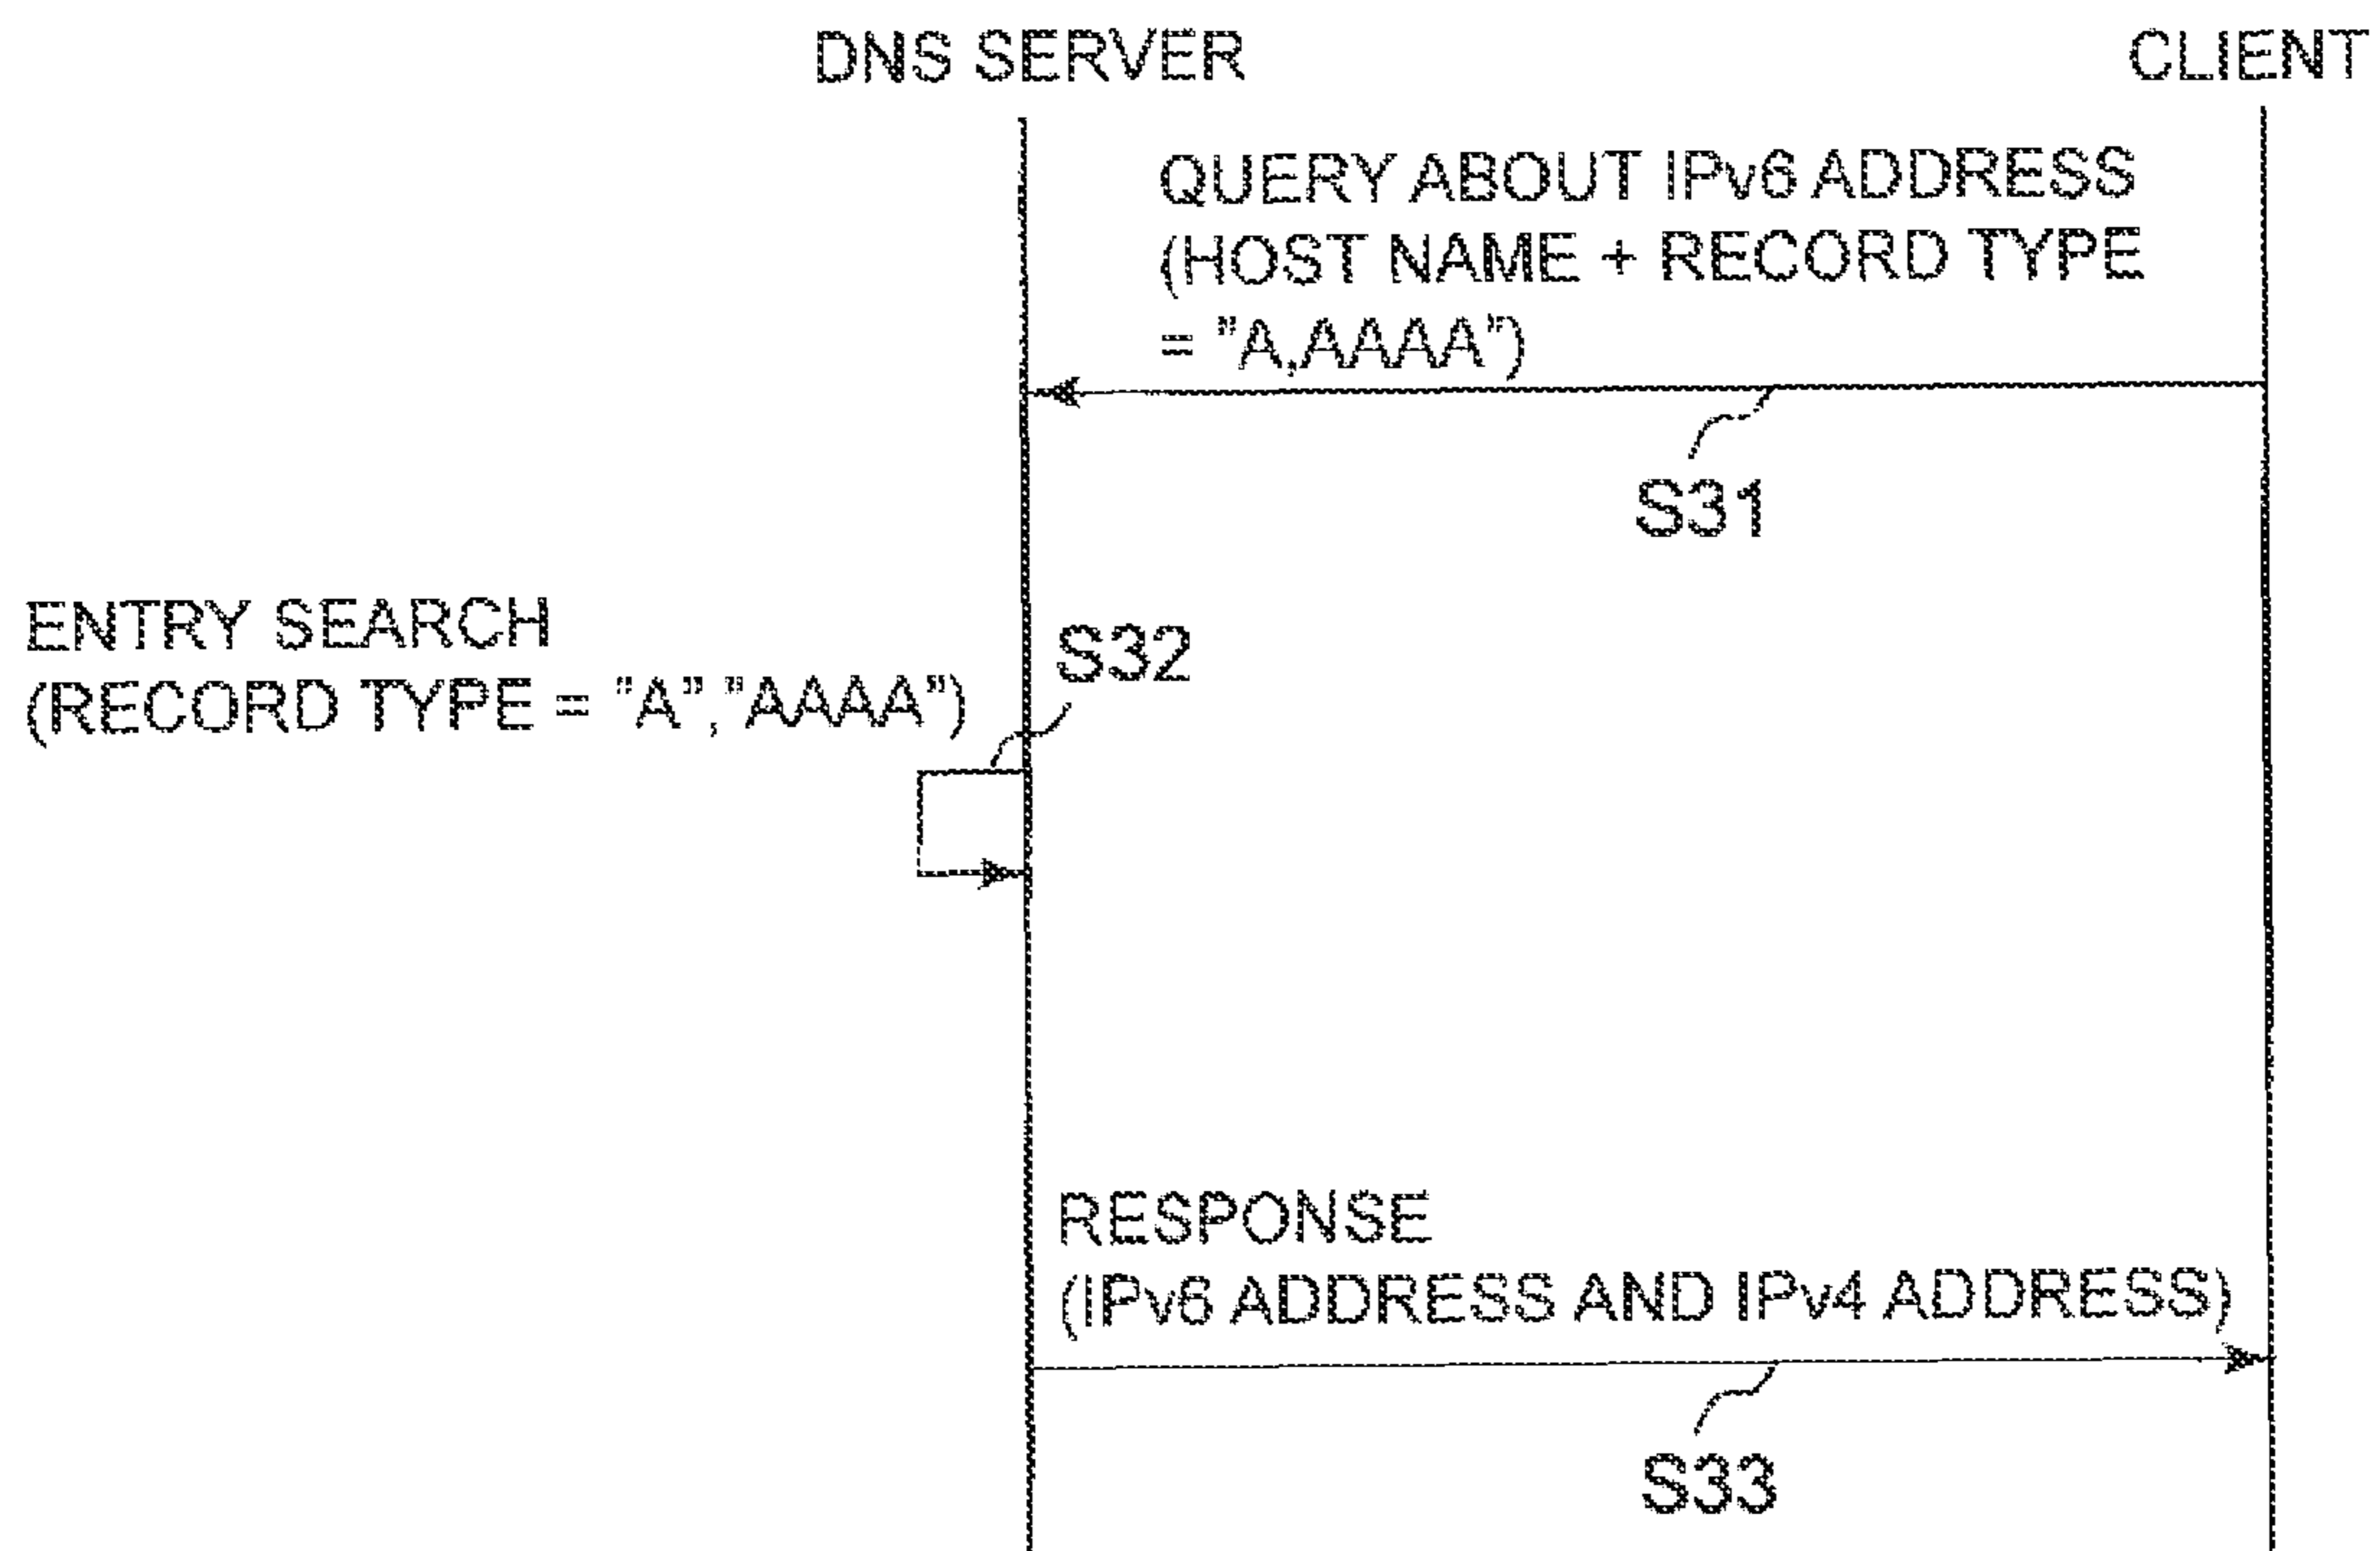 DNS SERVER
CLIENT
QUERY ABOUT IPv6 ADDRESS
(HOST NAME + RECORD TYPE
= "A,AAAA")
S31
ENTRY SEARCH
(RECORD TYPE = "A","AAAA")
S32
RESPONSE
(IPv6 ADDRESS AND IPv4 ADDRESS)
S33